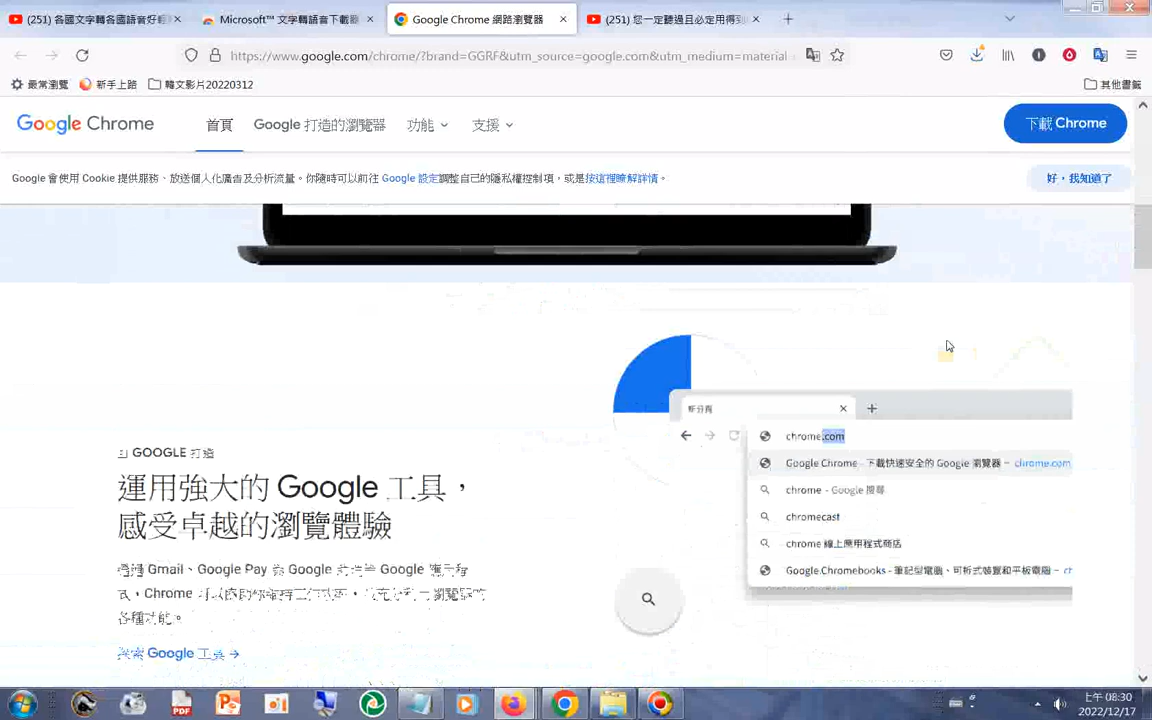 (251) 各國文字轉各國語音好
Microsoft™ 文字轉語音下載器
Google Chrome 網路瀏覽器
(251) 您一定聽過且必定用得到
https://www.google.com/chrome/?brand=GGRF&utm_source=google.com&utm_medium=material
最常瀏覽
新手上路
韓文影片20220312
其他書籤
Google Chrome
首頁
Google 打造的瀏覽器
功能
支援
下載 Chrome
Google 會使用 Cookie 提供服務、放送個人化廣告及分析流量。你隨時可以前往 Google 設定調整自己的隱私權控制項，或是按這裡瞭解詳情。
好，我知道了
新分頁
chrome.com
Google Chrome - 下載快速安全的 Google 瀏覽器 - chrome.com
chrome - Google 搜尋
chromecast
chrome 線上應用程式商店
Google Chromebooks - 筆記型電腦、可拆式裝置和平板電腦 -
GOOGLE 打造
運用強大的 Google 工具，
感受卓越的瀏覽體驗
Gmail、Google Pay Google Google
，Chrome
各種功能。
探索 Google 工具
上午 08:30
2022/12/17